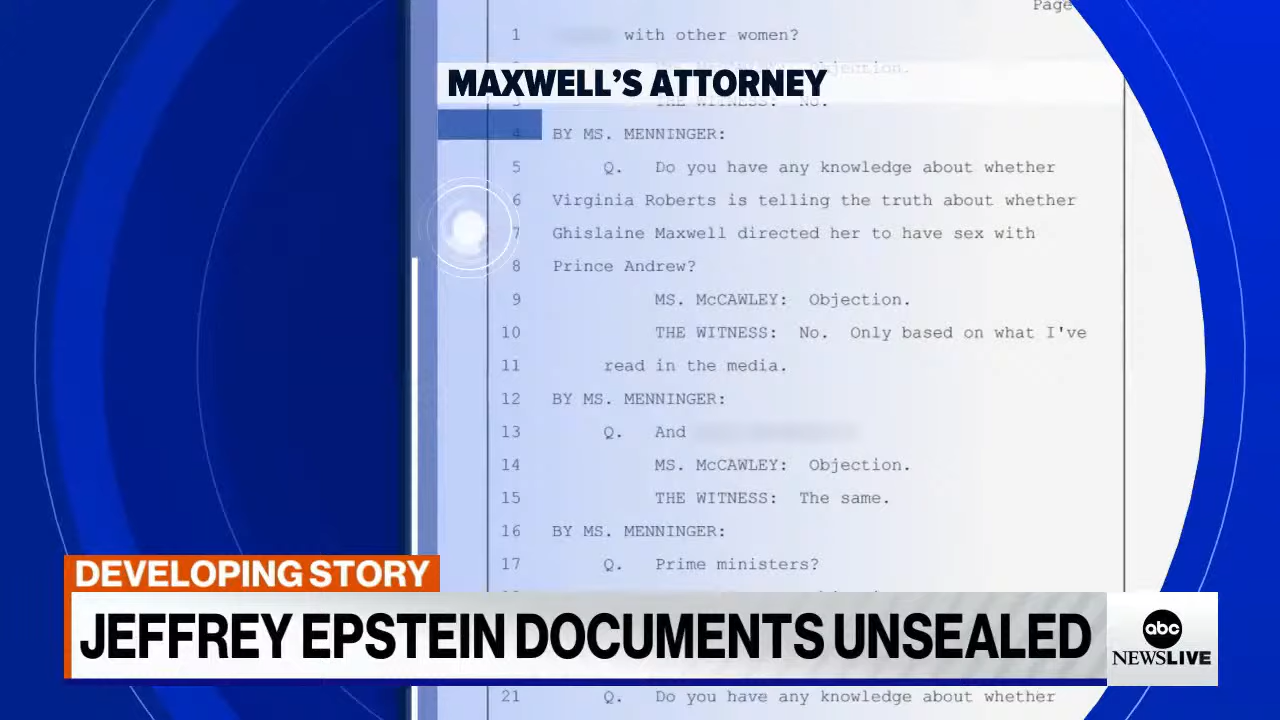 Page
1 with other women?
Objection.
MAXWELL'S ATTORNEY
3 THE WITNESS: No.
4 BY MS. MENNINGER:
5 Q. Do you have any knowledge about whether
6 Virginia Roberts is telling the truth about whether
7 Ghislaine Maxwell directed her to have sex with
8 Prince Andrew?
9 MS. McCAWLEY: Objection.
10 THE WITNESS: No. Only based on what I've
11 read in the media.
12 BY MS. MENNINGER:
13 Q. And
14 MS. McCAWLEY: Objection.
15 THE WITNESS: The same.
16 BY MS. MENNINGER:
17 Q. Prime ministers?
DEVELOPING STORY
JEFFREY EPSTEIN DOCUMENTS UNSEALED
abc
NEWSLIVE
21 Q. Do you have any knowledge about whether